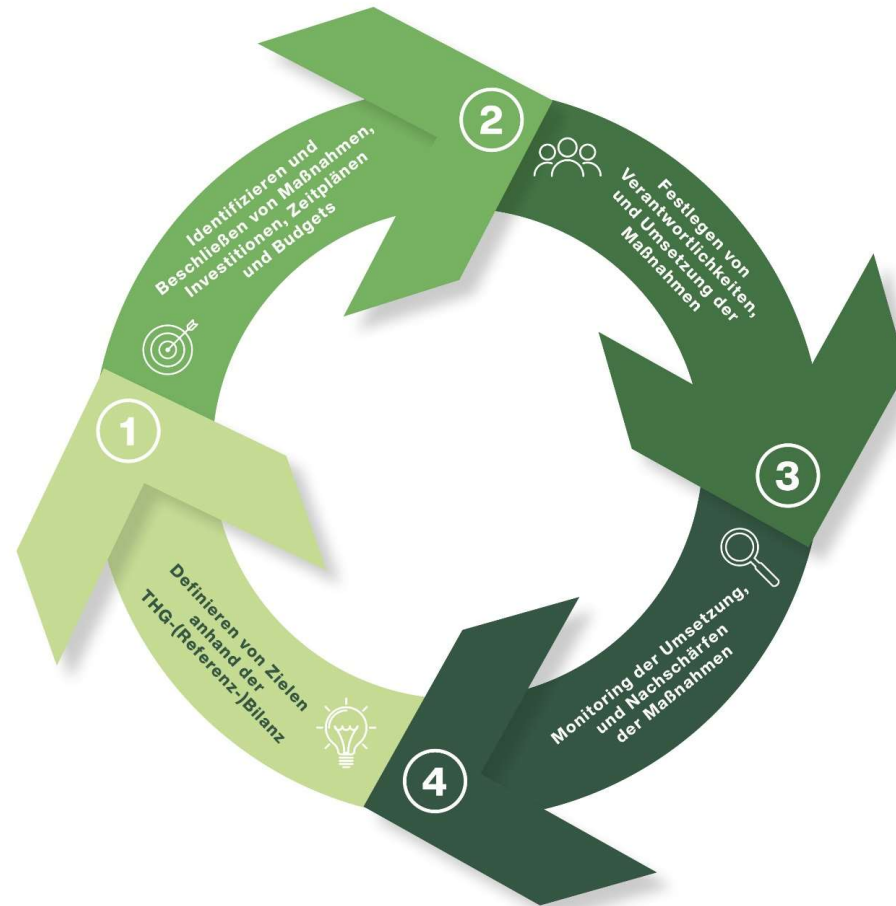 1
Definieren von Zielen
anhand der
THG-(Referenz-)Bilanz
2
Identifizieren und
Beschließen von Maßnahmen,
Investitionen, Zeitplänen
und Budgets
3
Festlegen von
Verantwortlichkeiten,
und Umsetzung der
Maßnahmen
4
Monitoring der Umsetzung,
und Nachschärfen
der Maßnahmen